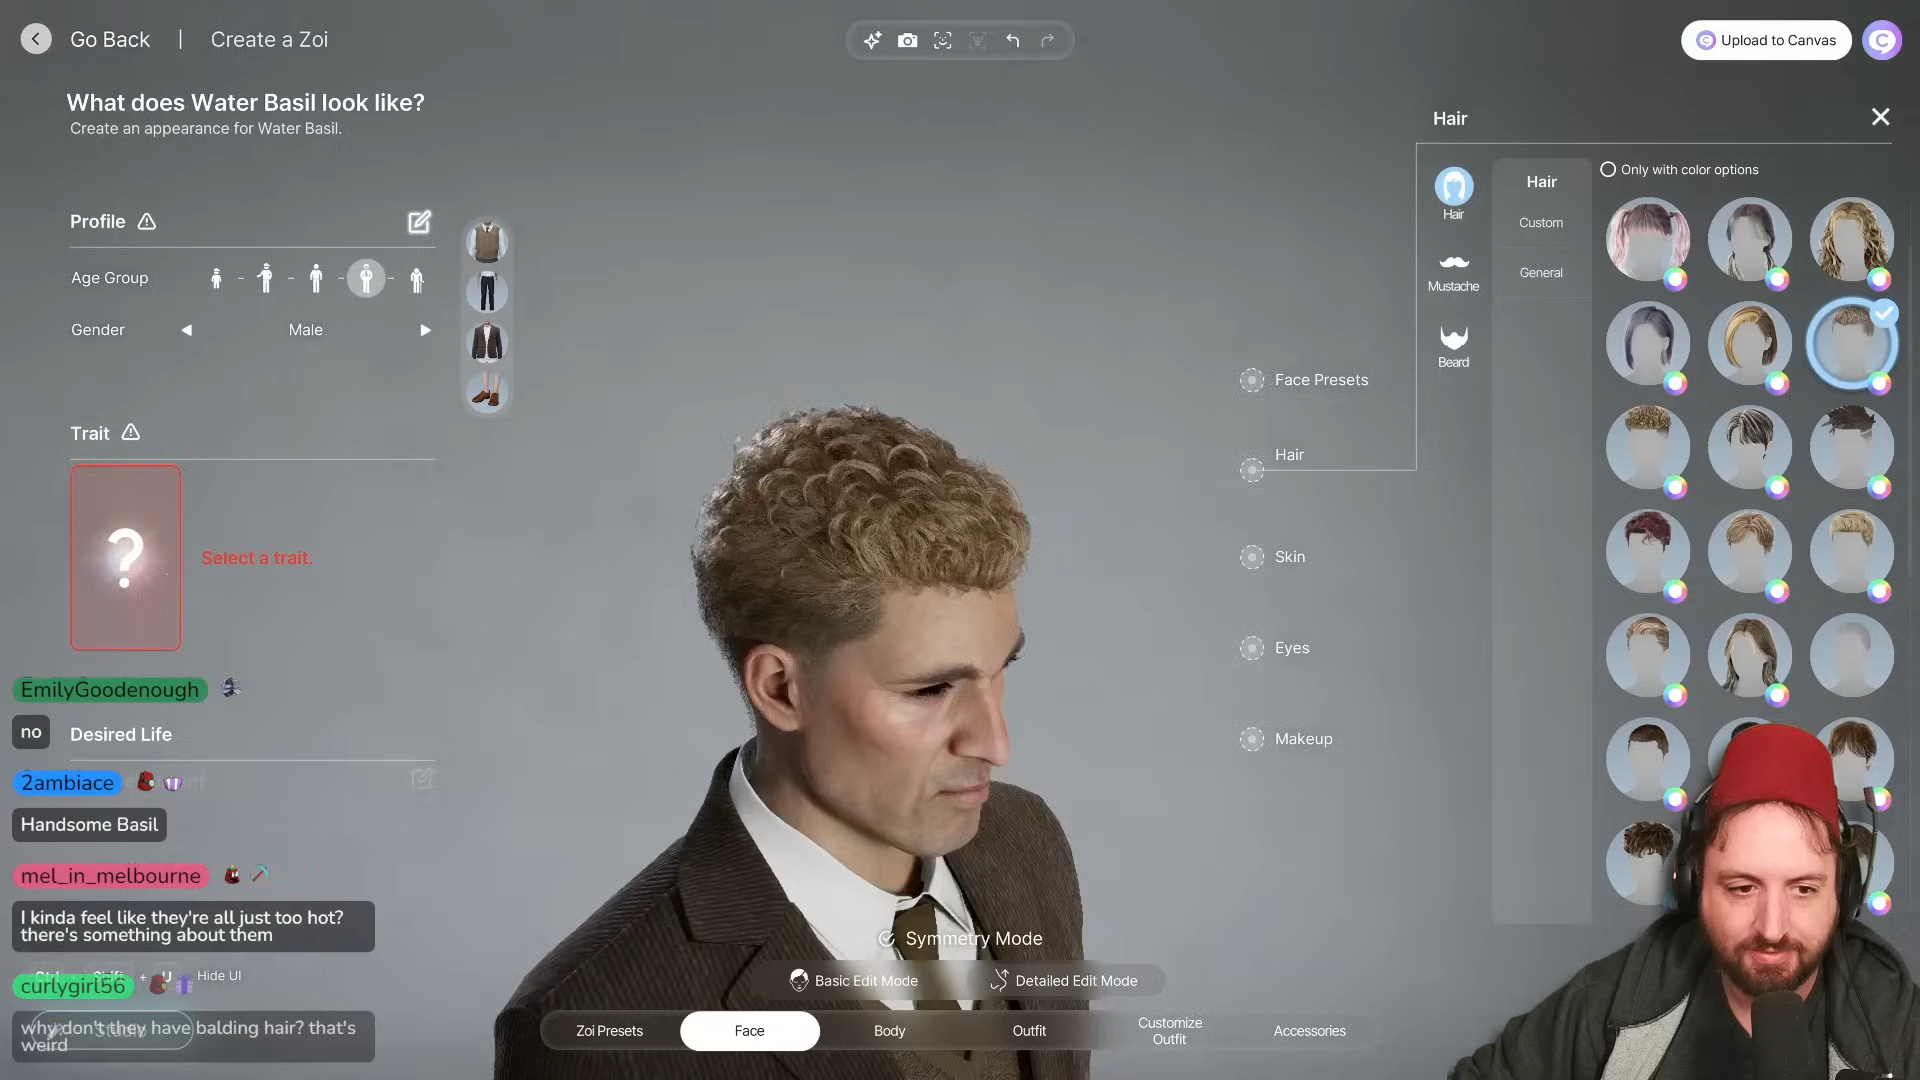 Go Back | Create a Zoi
Upload to Canvas
What does Water Basil look like?
Create an appearance for Water Basil.
Profile
Age Group
Gender
Male
Trait
?
Select a trait.
EmilyGoodenough
no
Desired Life
2ambiace
Handsome Basil
mel_in_melbourne
I kinda feel like they're all just too hot?
there's something about them
Ctrl + Shift + U Hide UI
curlygirl56
why don't they have balding hair? that's
weird
Studio
Face Presets
Hair
Skin
Eyes
Makeup
Hair
Hair
Mustache
Beard
Hair
Custom
General
Only with color options
Symmetry Mode
Basic Edit Mode
Detailed Edit Mode
Zoi Presets
Face
Body
Outfit
Customize
Outfit
Accessories